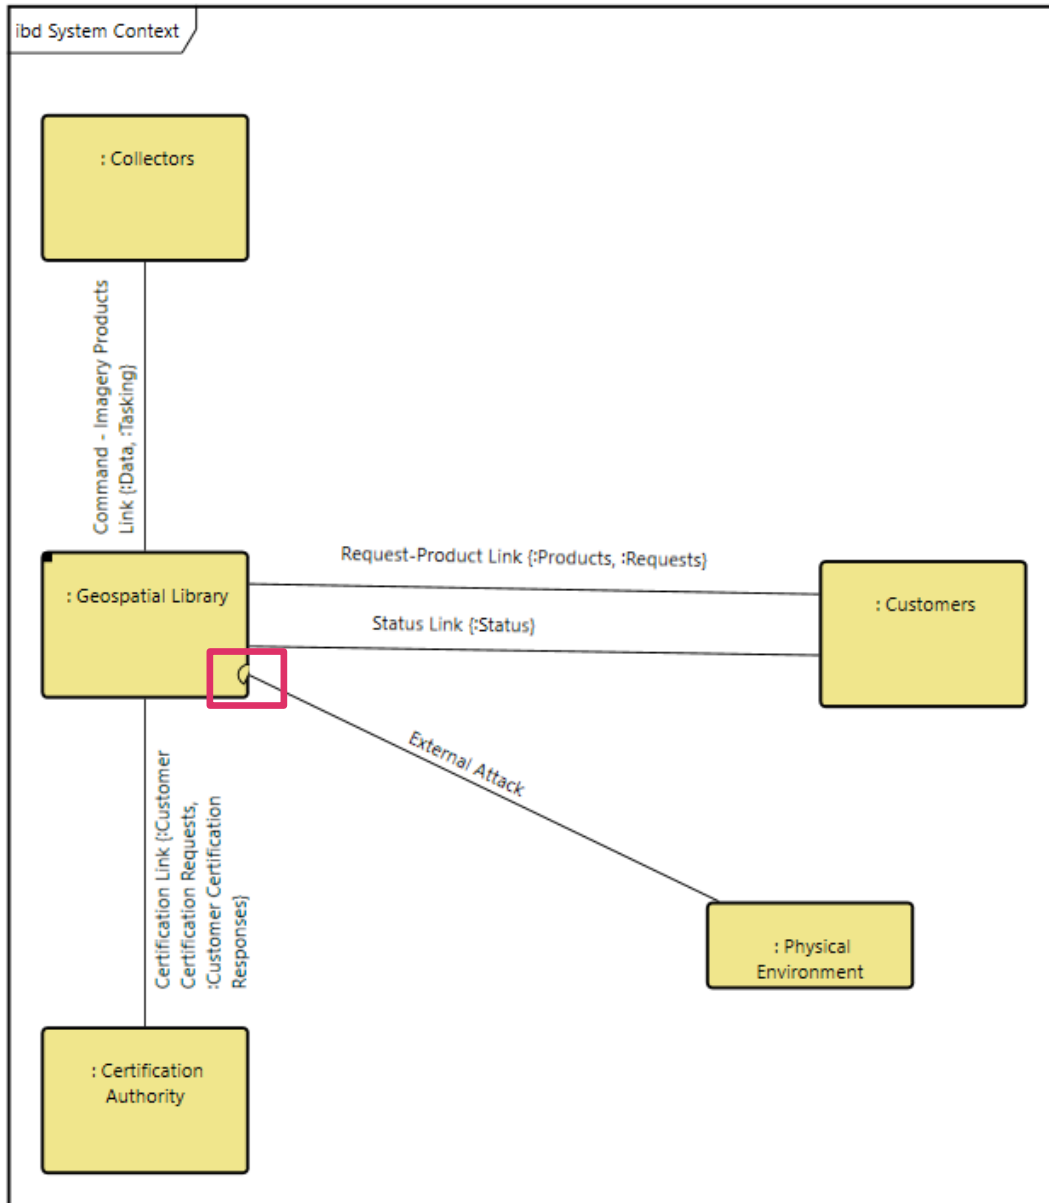 ibd System Context
: Collectors
Command - Imagery Products
Link {:Data, :Tasking}
: Geospatial Library
Request-Product Link {:Products, :Requests}
Status Link {:Status}
: Customers
External Attack
: Physical
Environment
Certification Link {:Customer
Certification Requests,
:Customer Certification
Responses}
: Certification
Authority